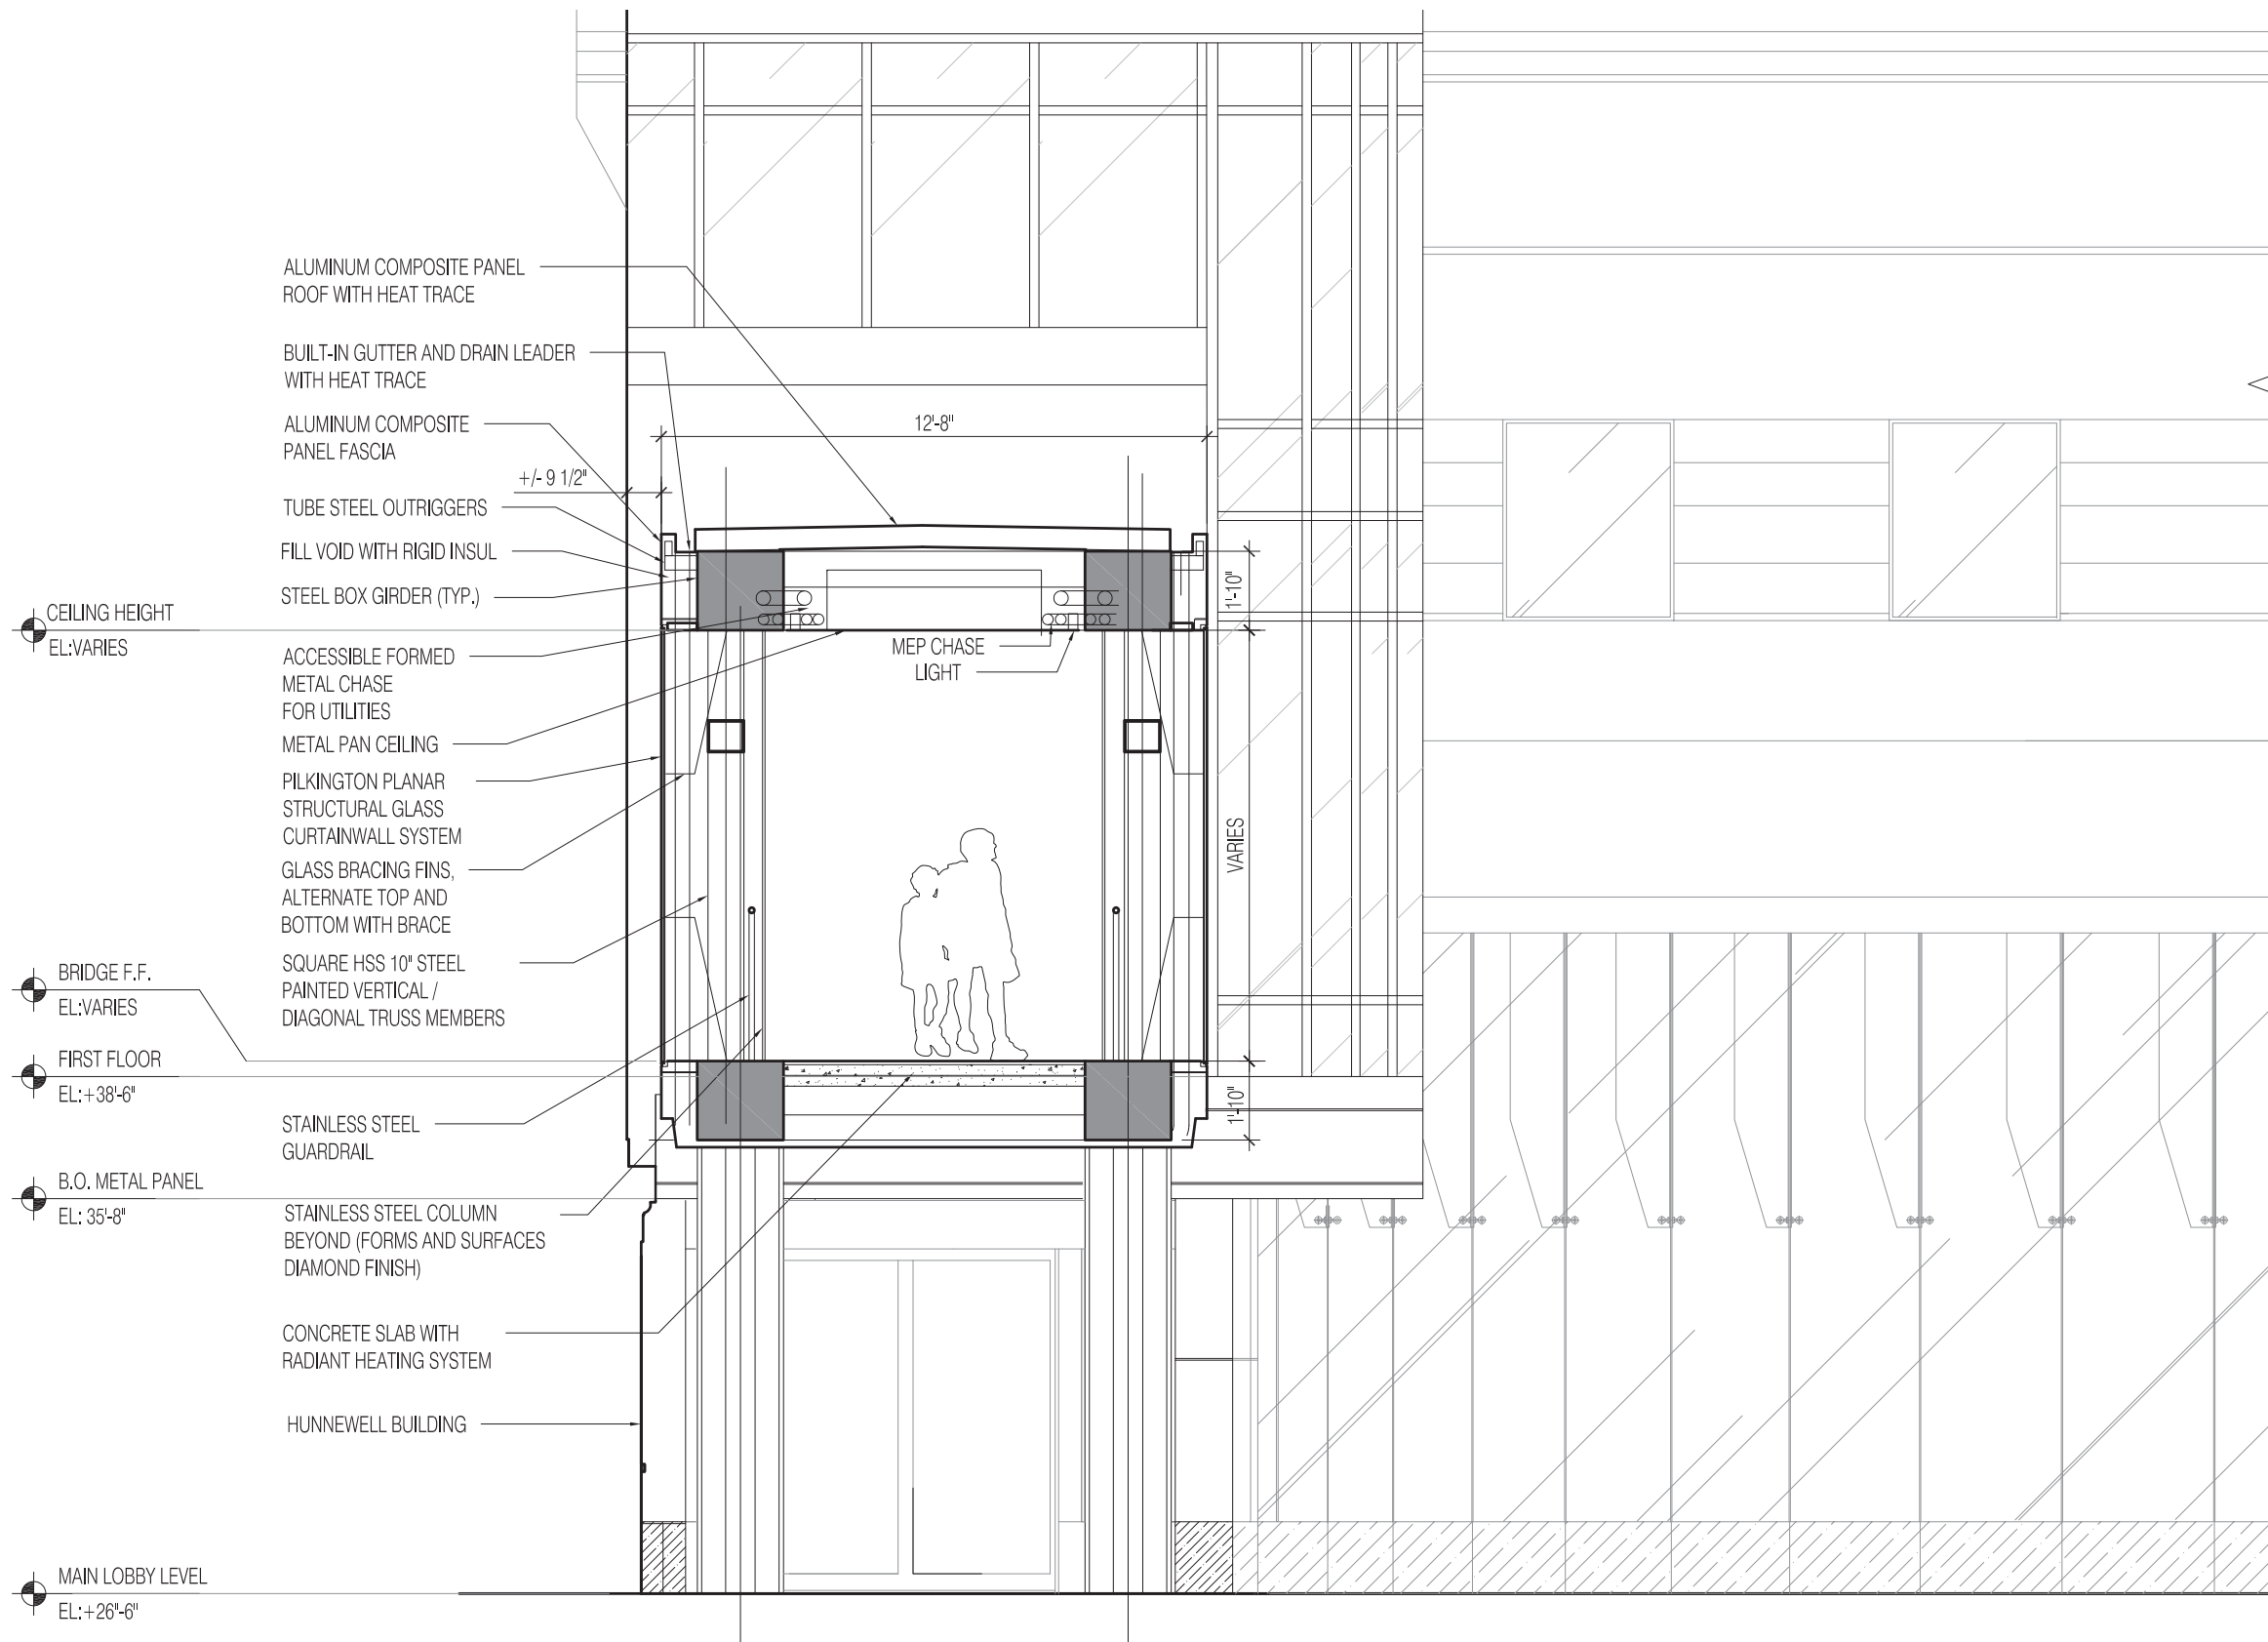 ALUMINUM COMPOSITE PANEL
ROOF WITH HEAT TRACE
BUILT-IN GUTTER AND DRAIN LEADER
WITH HEAT TRACE
ALUMINUM COMPOSITE
PANEL FASCIA
12'-8"
+/- 9 1/2"
TUBE STEEL OUTRIGGERS
FILL VOID WITH RIGID INSUL
STEEL BOX GIRDER (TYP.)
1'-10"
CEILING HEIGHT
EL:VARIES
ACCESSIBLE FORMED
METAL CHASE
FOR UTILITIES
MEP CHASE
LIGHT
METAL PAN CEILING
PILKINGTON PLANAR
STRUCTURAL GLASS
CURTAINWALL SYSTEM
VARIES
GLASS BRACING FINS,
ALTERNATE TOP AND
BOTTOM WITH BRACE
SQUARE HSS 10" STEEL
PAINTED VERTICAL /
DIAGONAL TRUSS MEMBERS
BRIDGE F.F.
EL:VARIES
FIRST FLOOR
EL:+38'-6"
1'-10"
STAINLESS STEEL
GUARDRAIL
B.O. METAL PANEL
EL: 35'-8"
STAINLESS STEEL COLUMN
BEYOND (FORMS AND SURFACES
DIAMOND FINISH)
CONCRETE SLAB WITH
RADIANT HEATING SYSTEM
HUNNEWELL BUILDING
MAIN LOBBY LEVEL
EL:+26"-6"